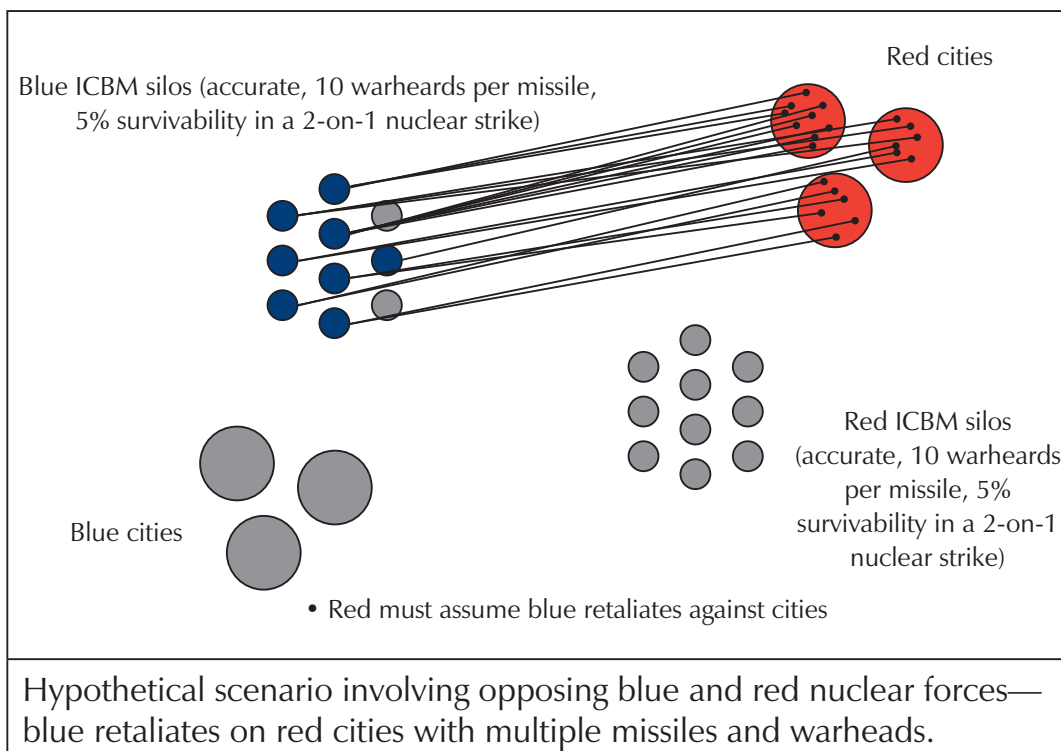 Red cities
Blue ICBM silos (accurate, 10 warheards per missile,
5% survivability in a 2-on-1 nuclear strike)
Red ICBM silos
(accurate, 10 warheards
per missile, 5%
survivability in a 2-on-1
nuclear strike)
Blue cities
• Red must assume blue retaliates against cities
Hypothetical scenario involving opposing blue and red nuclear forces—
blue retaliates on red cities with multiple missiles and warheads.